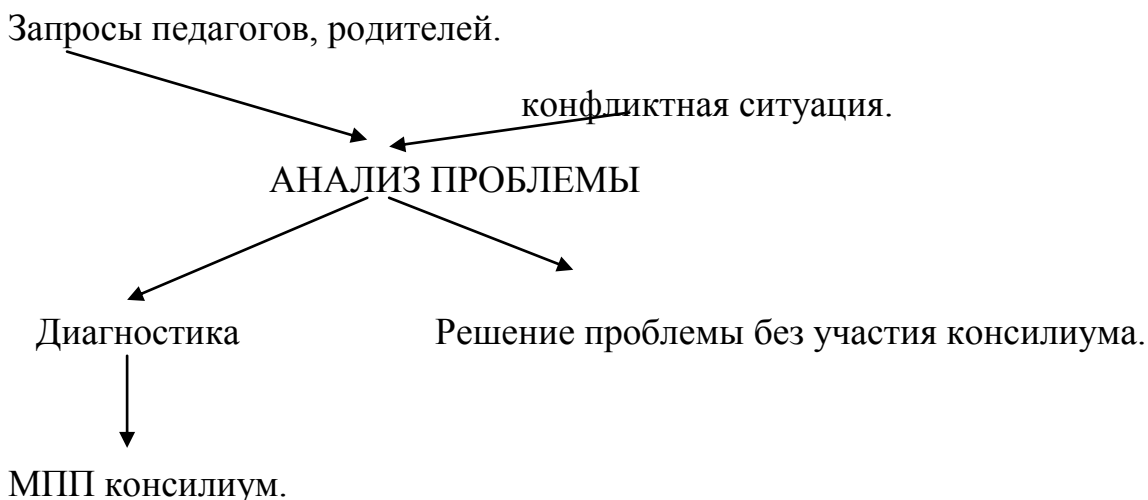 Запросы педагогов, родителей.
конфликтная ситуация.
АНАЛИЗ ПРОБЛЕМЫ
Диагностика
Решение проблемы без участия консилиума.
МПП консилиум.